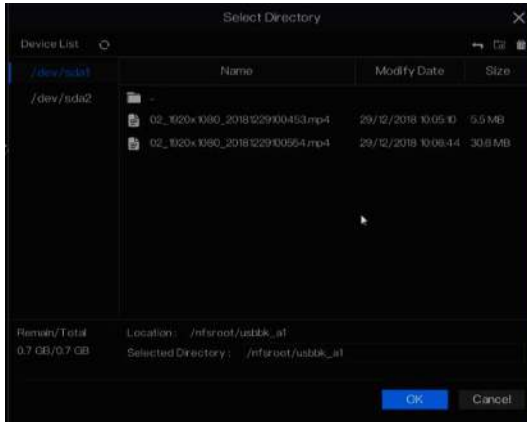 Select Directory
Device List
/dev/sda1
/dev/sda2
Name Modify Date Size
02_1920x1080_20181229100453.mp4 29/12/2018 10:05:10 5.5 MB
02_1920x1080_20181229100554.mp4 29/12/2018 10:06:44 30.6 MB
Remain/Total
0.7 GB/0.7 GB
Location : /nfsroot/usbbk_a1
Selected Directory : /nfsroot/usbbk_a1
OK Cancel